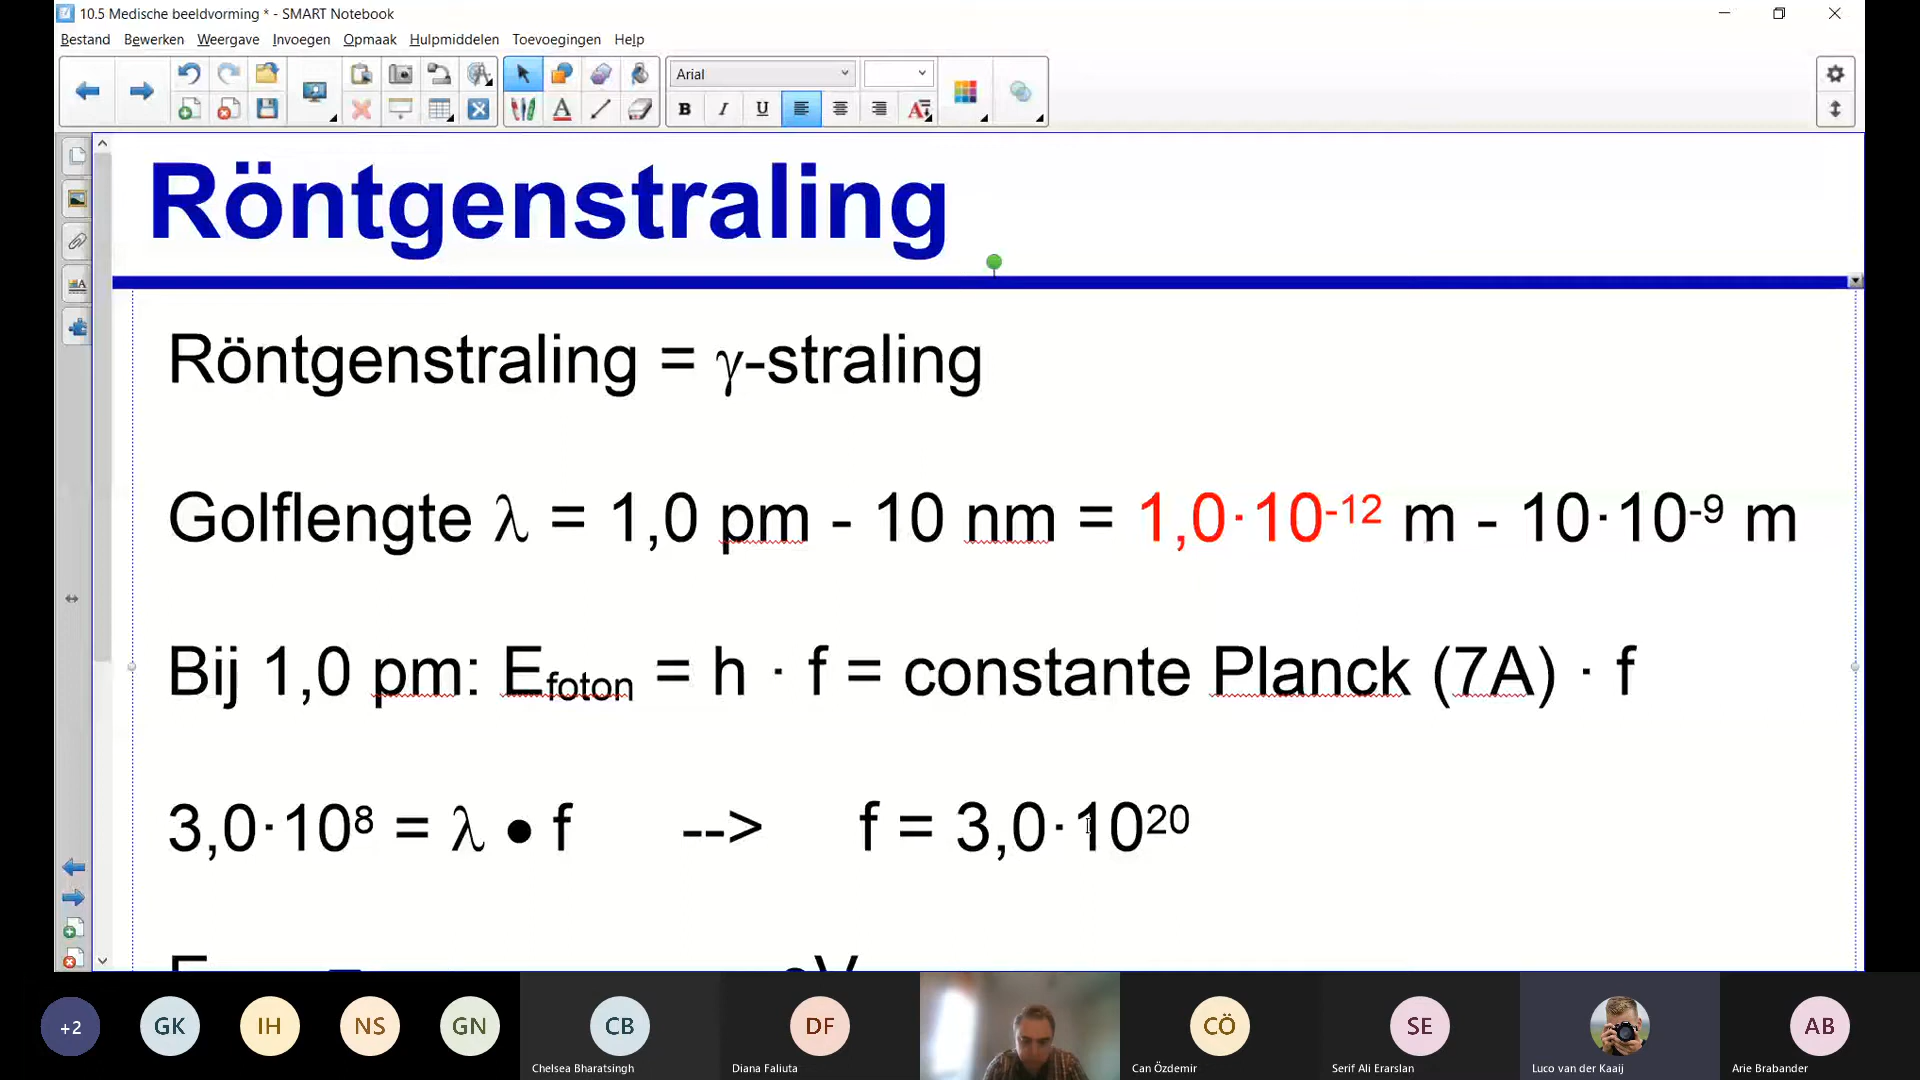 10.5 Medische beeldvorming * - SMART Notebook
Bestand Bewerken Weergave Invoegen Opmaak Hulpmiddelen Toevoegingen Help
Arial
B I U
Röntgenstraling
Röntgenstraling = γ-straling
Golflengte λ = 1,0 pm - 10 nm = 1,0·10⁻¹² m - 10·10⁻⁹ m
Bij 1,0 pm: E_foton = h · f = constante Planck (7A) · f
3,0·10⁸ = λ • f --> f = 3,0·10²⁰
+2 GK IH NS GN CB DF CÖ SE AB
Chelsea Bharatsingh Diana Faliuta Can Özdemir Serif Ali Erarslan Luco van der Kaaij Arie Brabander